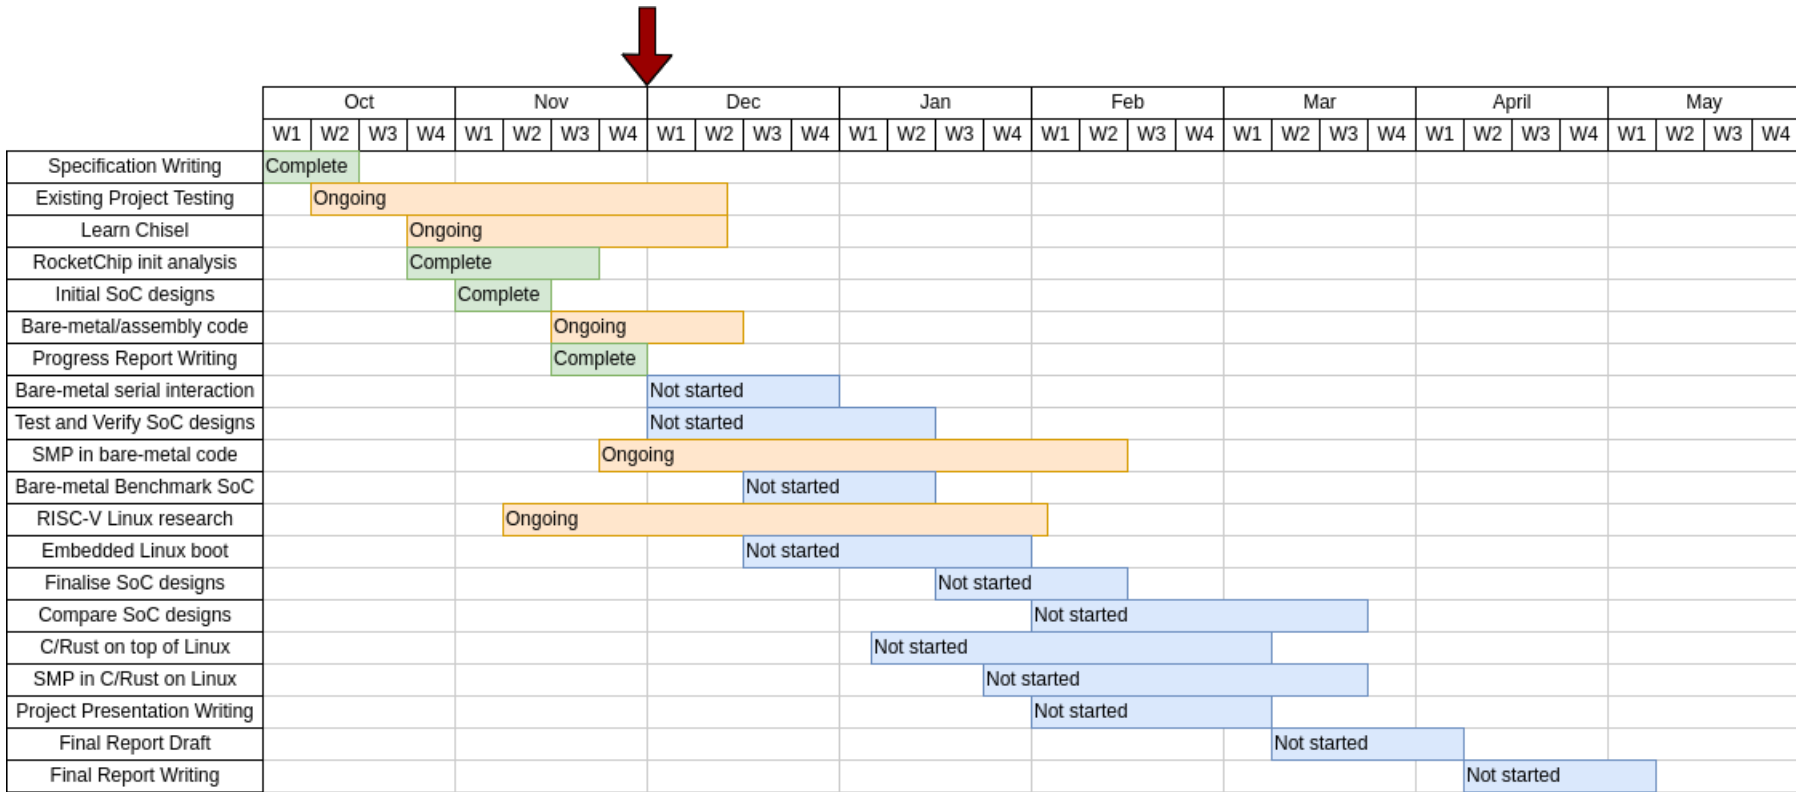 Oct Nov Dec Jan Feb Mar April May
W1 W2 W3 W4 W1 W2 W3 W4 W1 W2 W3 W4 W1 W2 W3 W4 W1 W2 W3 W4 W1 W2 W3 W4 W1 W2 W3 W4 W1 W2 W3 W4
Specification Writing Complete
Existing Project Testing Ongoing
Learn Chisel Ongoing
RocketChip init analysis Complete
Initial SoC designs Complete
Bare-metal/assembly code Ongoing
Progress Report Writing Complete
Bare-metal serial interaction Not started
Test and Verify SoC designs Not started
SMP in bare-metal code Ongoing
Bare-metal Benchmark SoC Not started
RISC-V Linux research Ongoing
Embedded Linux boot Not started
Finalise SoC designs Not started
Compare SoC designs Not started
C/Rust on top of Linux Not started
SMP in C/Rust on Linux Not started
Project Presentation Writing Not started
Final Report Draft Not started
Final Report Writing Not started